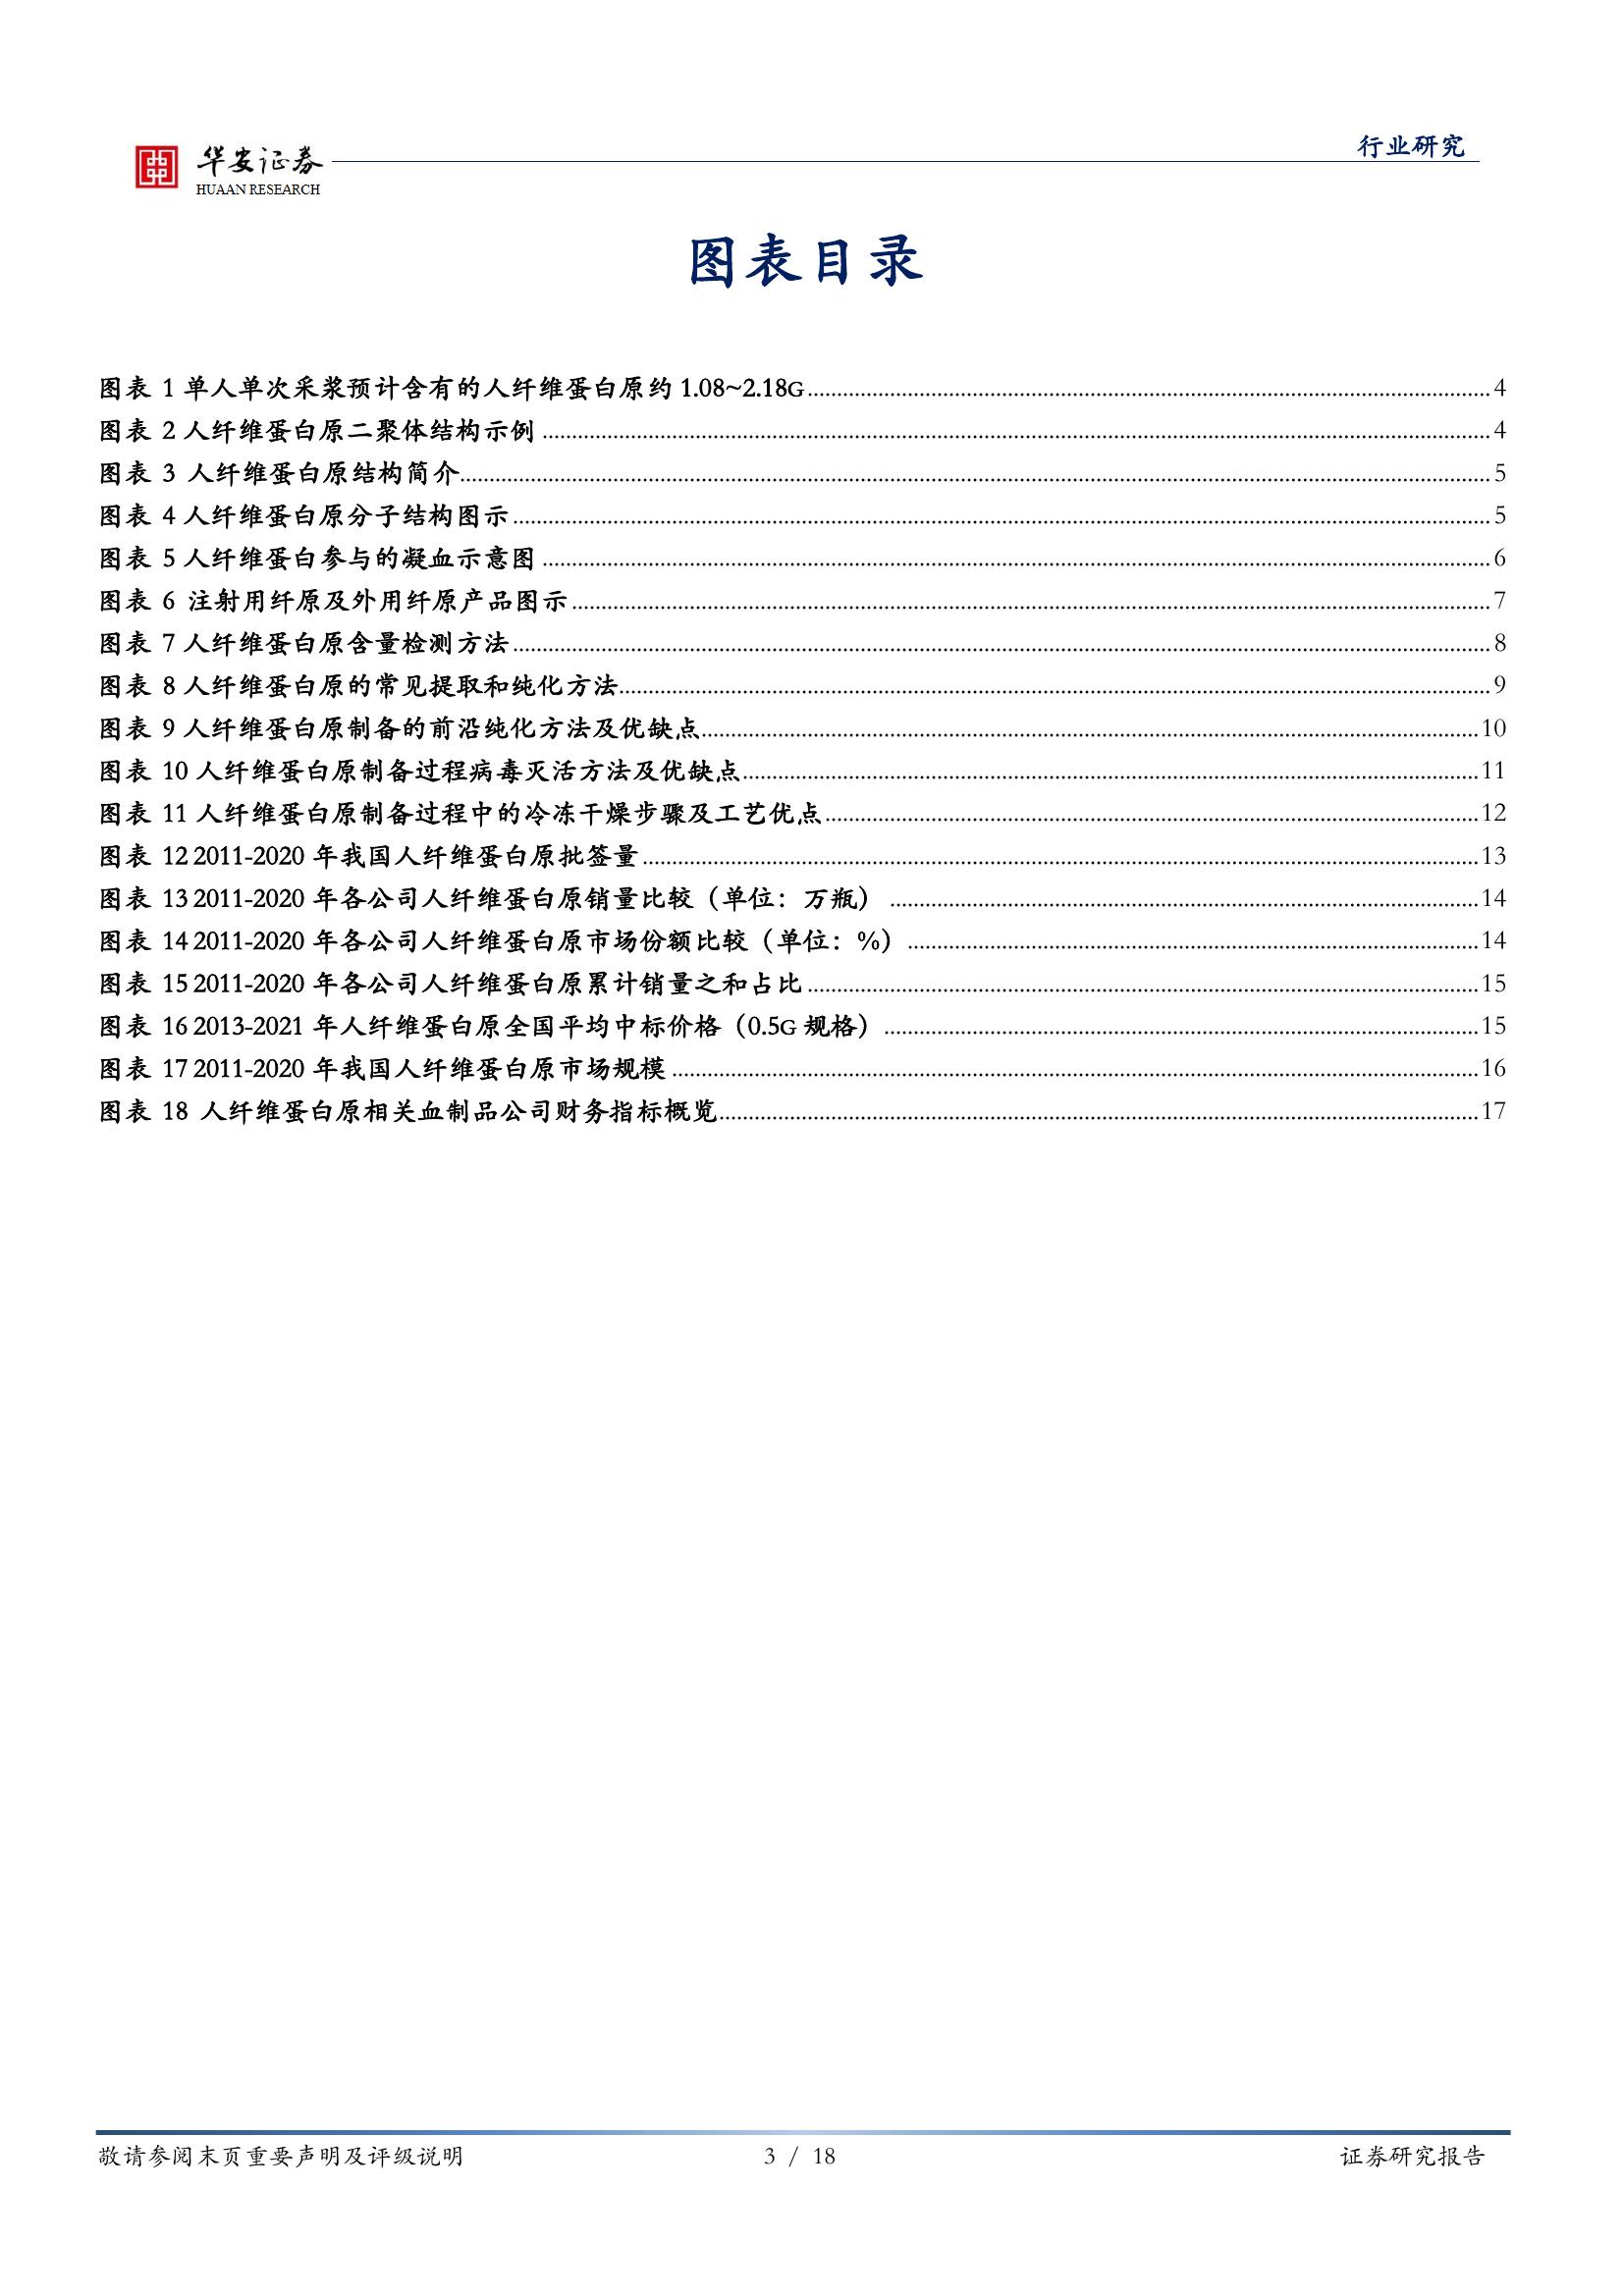 华安证券
HUAAN RESEARCH
行业研究
图表目录
图表 1 单人单次采浆预计含有的人纤维蛋白原约 1.08~2.18G 4
图表 2 人纤维蛋白原二聚体结构示例 4
图表 3 人纤维蛋白原结构简介 5
图表 4 人纤维蛋白原分子结构图示 5
图表 5 人纤维蛋白参与的凝血示意图 6
图表 6 注射用纤原及外用纤原产品图示 7
图表 7 人纤维蛋白原含量检测方法 8
图表 8 人纤维蛋白原的常见提取和纯化方法 9
图表 9 人纤维蛋白原制备的前沿纯化方法及优缺点 10
图表 10 人纤维蛋白原制备过程病毒灭活方法及优缺点 11
图表 11 人纤维蛋白原制备过程中的冷冻干燥步骤及工艺优点 12
图表 12 2011-2020 年我国人纤维蛋白原批签量 13
图表 13 2011-2020 年各公司人纤维蛋白原销量比较（单位：万瓶） 14
图表 14 2011-2020 年各公司人纤维蛋白原市场份额比较（单位：%） 14
图表 15 2011-2020 年各公司人纤维蛋白原累计销量之和占比 15
图表 16 2013-2021 年人纤维蛋白原全国平均中标价格（0.5G 规格） 15
图表 17 2011-2020 年我国人纤维蛋白原市场规模 16
图表 18 人纤维蛋白原相关血制品公司财务指标概览 17
敬请参阅末页重要声明及评级说明
3 / 18
证券研究报告